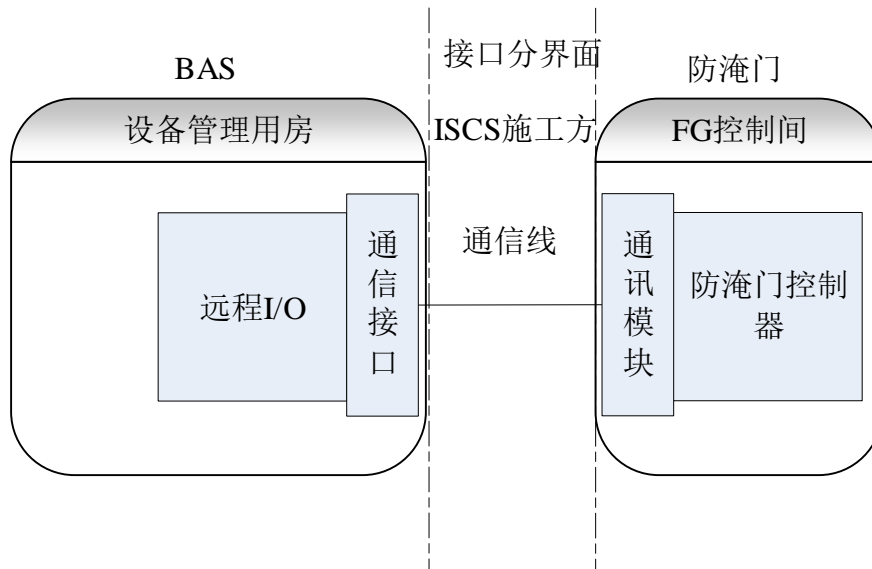 接口分界面
BAS
防淹门
设备管理用房
ISCS施工方
FG控制间
通信接口
通信线
通讯模块
远程I/O
防淹门控制
器